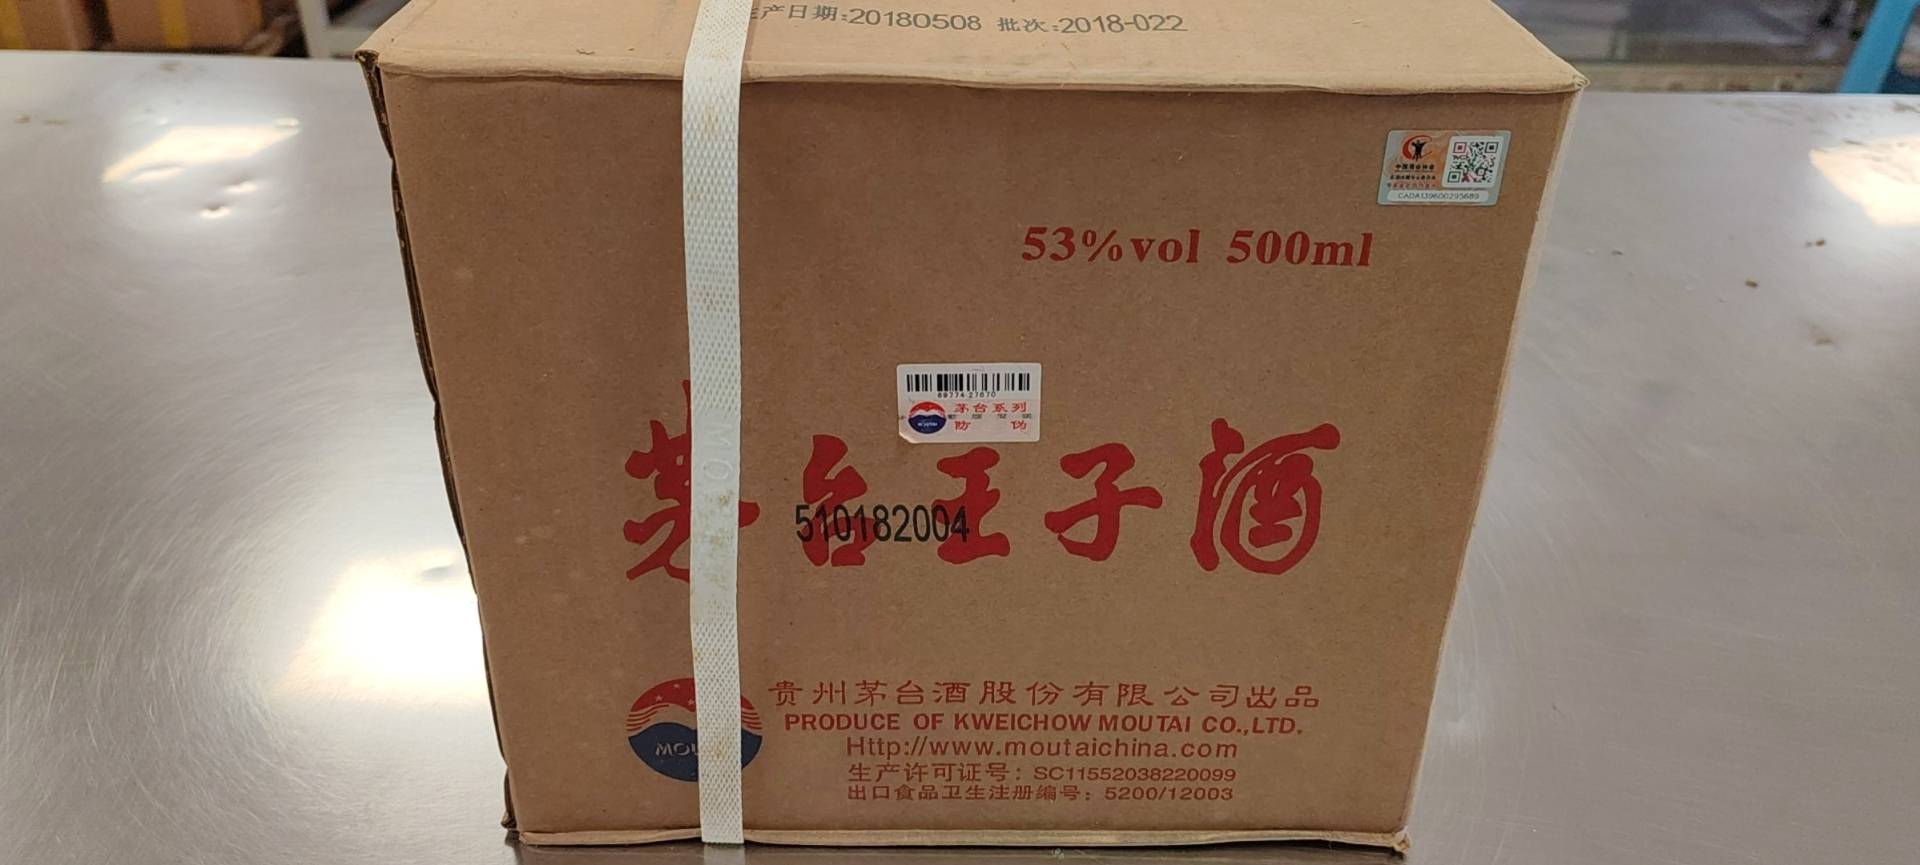 产日期:20180508 批次:2018-022
CADA139600295689
53%vol 500ml
茅台系列
防 伪
茅台王子酒
510182004
MOU
贵州茅台酒股份有限公司出品
PRODUCE OF KWEICHOW MOUTAI CO.,LTD.
Http://www.moutaichina.com
生产许可证号: SC11552038220099
出口食品卫生注册编号: 5200/12003